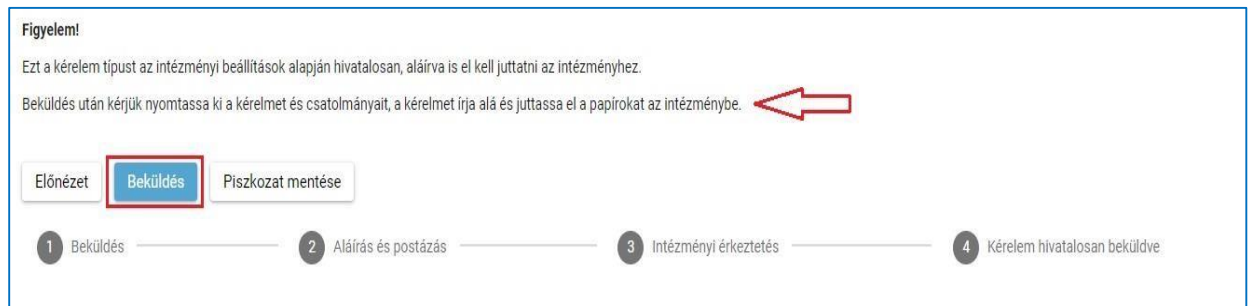 Figyelem!
Ezt a kérelem típust az intézményi beállítások alapján hivatalosan, aláírva is el kell juttatni az intézményhez.
Beküldés után kérjük nyomtassa ki a kérelmet és csatolmányait, a kérelmet írja alá és juttassa el a papírokat az intézménybe.
Előnézet Beküldés Piszkozat mentése
1 Beküldés 2 Aláírás és postázás 3 Intézményi érkeztetés 4 Kérelem hivatalosan beküldve